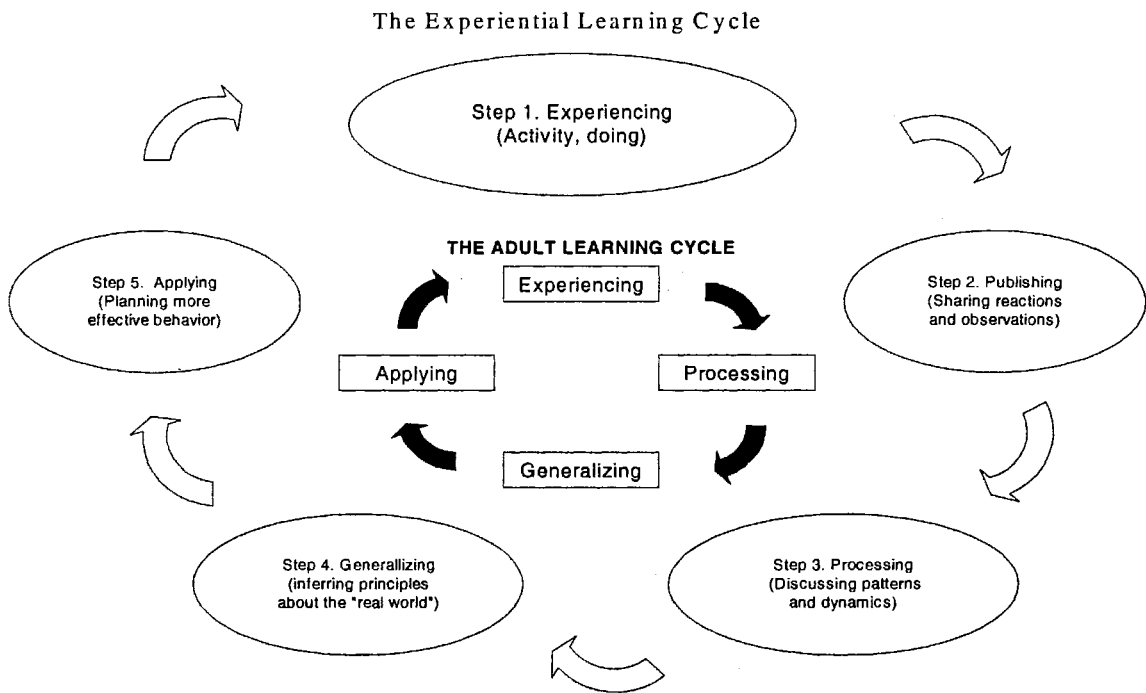 The Experiential Learning Cycle
Step 1. Experiencing
(Activity, doing)
Step 2. Publishing
(Sharing reactions
and observations)
Step 3. Processing
(Discussing patterns
and dynamics)
Step 4. Generallizing
(inferring principles
about the "real world")
Step 5. Applying
(Planning more
effective behavior)
THE ADULT LEARNING CYCLE
Experiencing
Processing
Generalizing
Applying